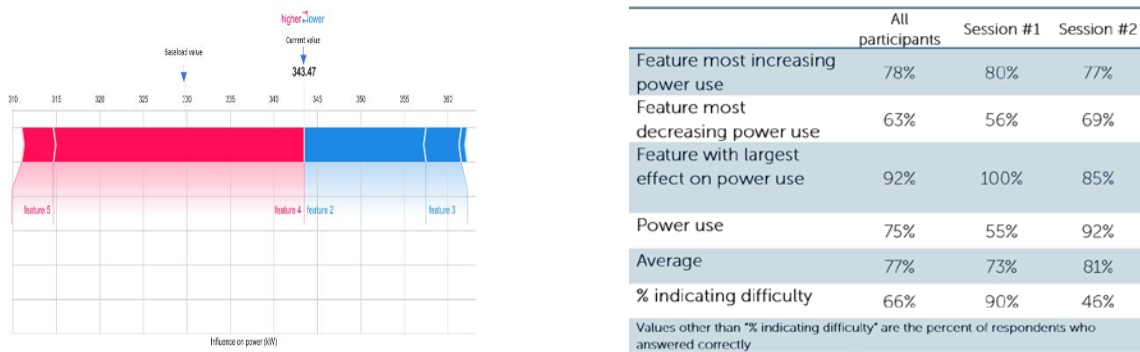 higher⇄lower
Baseload value
Current value
343.47
310 315 320 325 330 335 340 345 350 355 360
feature 5 feature 4 feature 2 feature 3
Influence on power (kW)
All participants Session #1 Session #2
Feature most increasing power use 78% 80% 77%
Feature most decreasing power use 63% 56% 69%
Feature with largest effect on power use 92% 100% 85%
Power use 75% 55% 92%
Average 77% 73% 81%
% indicating difficulty 66% 90% 46%
Values other than "% indicating difficulty" are the percent of respondents who
answered correctly